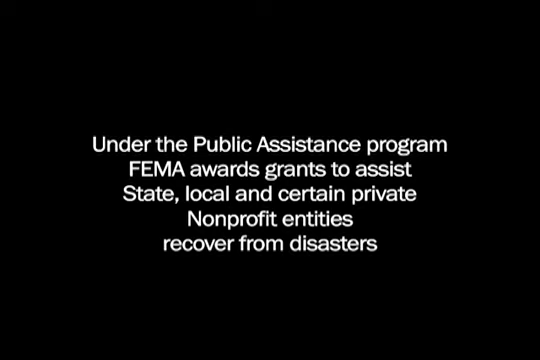 Under the Public Assistance program
FEMA awards grants to assist
State, local and certain private
Nonprofit entities
recover from disasters